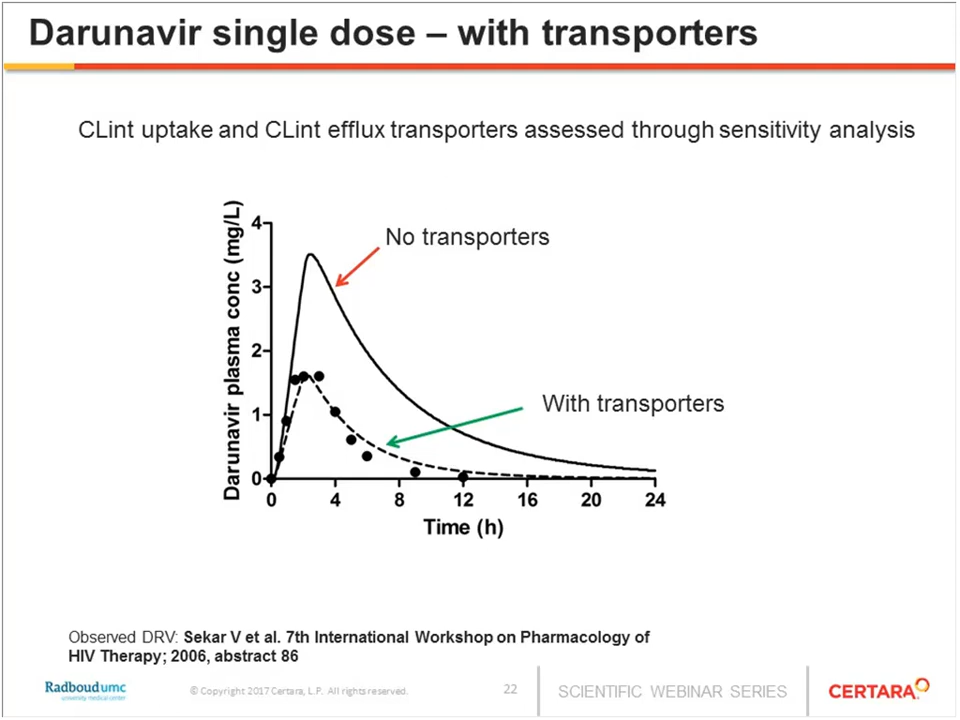 Darunavir single dose – with transporters
CLint uptake and CLint efflux transporters assessed through sensitivity analysis
Darunavir plasma conc (mg/L)
4
3
2
1
0
No transporters
With transporters
0 4 8 12 16 20 24
Time (h)
Observed DRV: Sekar V et al. 7th International Workshop on Pharmacology of
HIV Therapy; 2006, abstract 86
Radboudumc
university medical center
© Copyright 2017 Certara, L.P. All rights reserved.
22
SCIENTIFIC WEBINAR SERIES
CERTARA